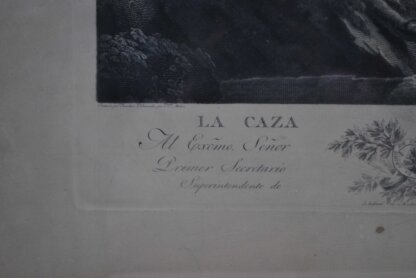 LA CAZA
Al Excmo. Señor
Primer Secretario
Superintendente de